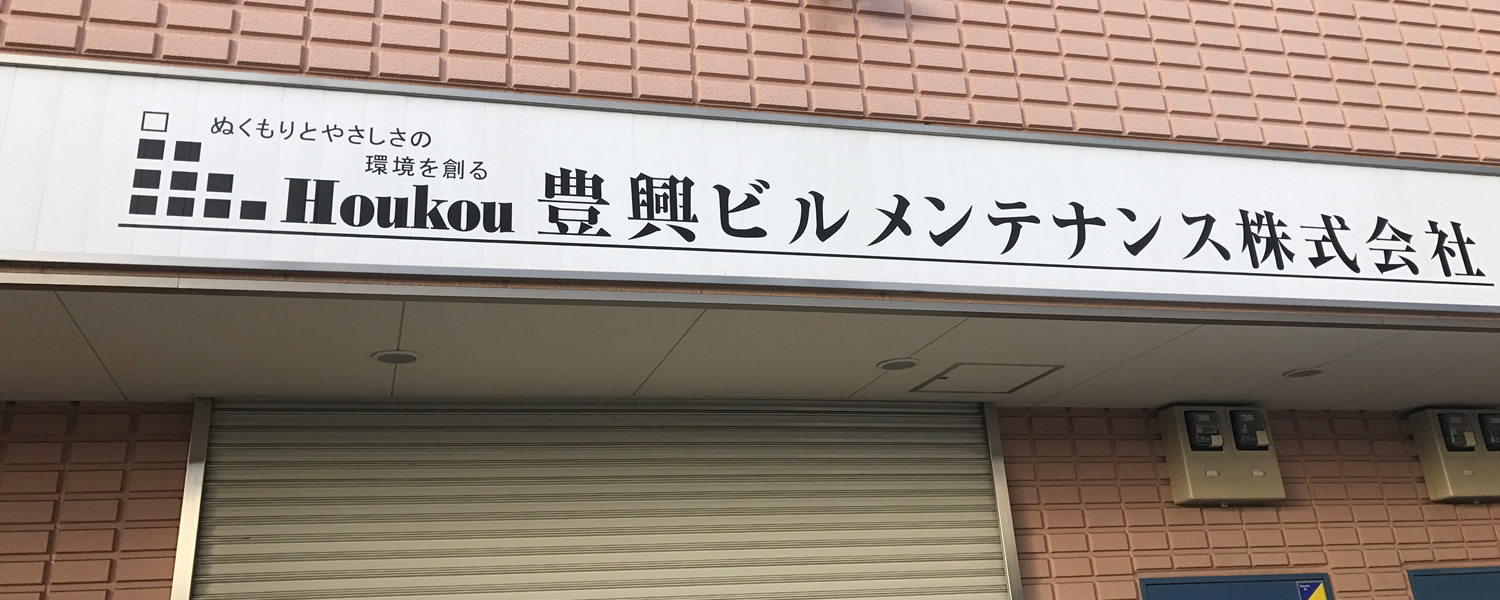 ぬくもりとやさしさの
環境を創る
Houkou 豊興ビルメンテナンス株式会社